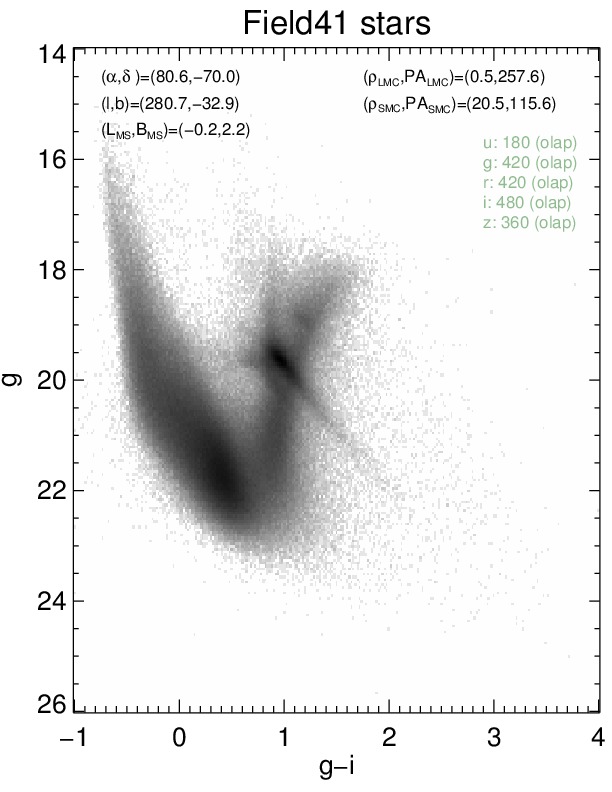 Field41 stars
(α,δ )=(80.6,−70.0)
(ρLMC,PALMC)=(0.5,257.6)
(l,b)=(280.7,−32.9)
(ρSMC,PASMC)=(20.5,115.6)
(LMS,BMS)=(−0.2,2.2)
u: 180 (olap)
g: 420 (olap)
r: 420 (olap)
i: 480 (olap)
z: 360 (olap)
14
16
18
20
22
24
26
g
−1 0 1 2 3 4
g−i